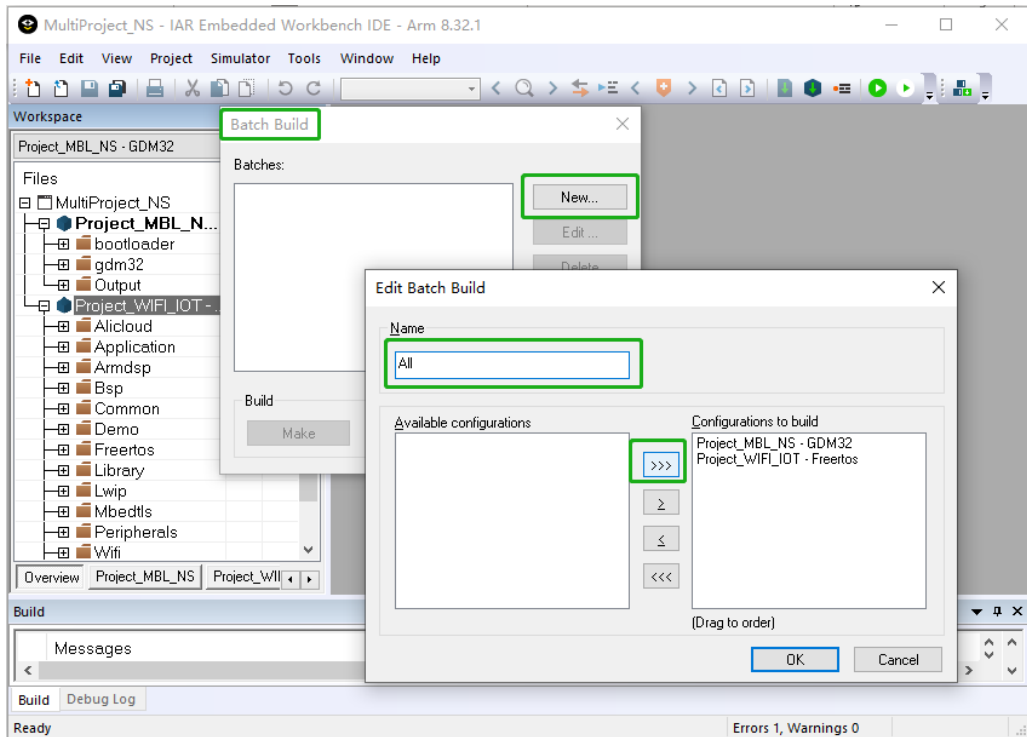 MultiProject_NS - IAR Embedded Workbench IDE - Arm 8.32.1
File Edit View Project Simulator Tools Window Help
Workspace
Project_MBL_NS - GDM32
Files
MultiProject_NS
Project_MBL_N...
bootloader
gdm32
Output
Project_WIFI_IOT - ..
Alicloud
Application
Armdsp
Bsp
Common
Demo
Freertos
Library
Lwip
Mbedtls
Peripherals
Wifi
Overview Project_MBL_NS Project_WII
Batch Build
Batches:
New...
Edit ...
Delete
Build
Make
Edit Batch Build
Name
All
Available configurations
>>>
>
<
<<<
Configurations to build
Project_MBL_NS - GDM32
Project_WIFI_IOT - Freertos
(Drag to order)
OK Cancel
Build
Messages
Build Debug Log
Ready Errors 1, Warnings 0